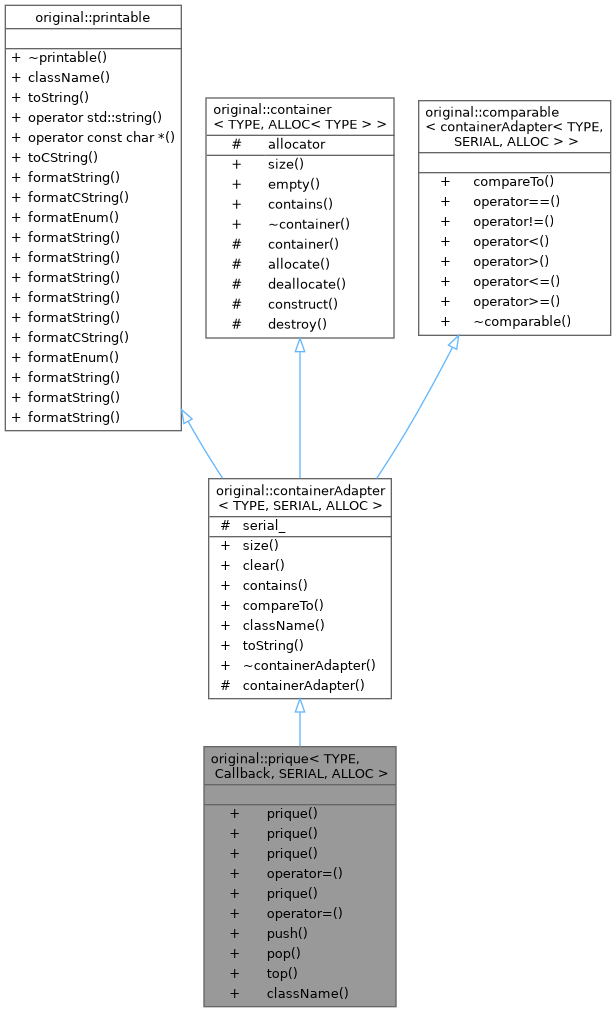 original::printable
+ ~printable()
+ className()
+ toString()
+ operator std::string()
+ operator const char *()
+ toCString()
+ formatString()
+ formatCString()
+ formatEnum()
+ formatString()
+ formatString()
+ formatString()
+ formatString()
+ formatString()
+ formatCString()
+ formatEnum()
+ formatString()
+ formatString()
+ formatString()
original::container
< TYPE, ALLOC< TYPE > >
# allocator
+ size()
+ empty()
+ contains()
+ ~container()
# container()
# allocate()
# deallocate()
# construct()
# destroy()
original::comparable
< containerAdapter< TYPE,
SERIAL, ALLOC > >
+ compareTo()
+ operator==()
+ operator!=()
+ operator<()
+ operator>()
+ operator<=()
+ operator>=()
+ ~comparable()
original::containerAdapter
< TYPE, SERIAL, ALLOC >
# serial_
+ size()
+ clear()
+ contains()
+ compareTo()
+ className()
+ toString()
+ ~containerAdapter()
# containerAdapter()
original::prique< TYPE,
Callback, SERIAL, ALLOC >
+ prique()
+ prique()
+ prique()
+ operator=()
+ prique()
+ operator=()
+ push()
+ pop()
+ top()
+ className()